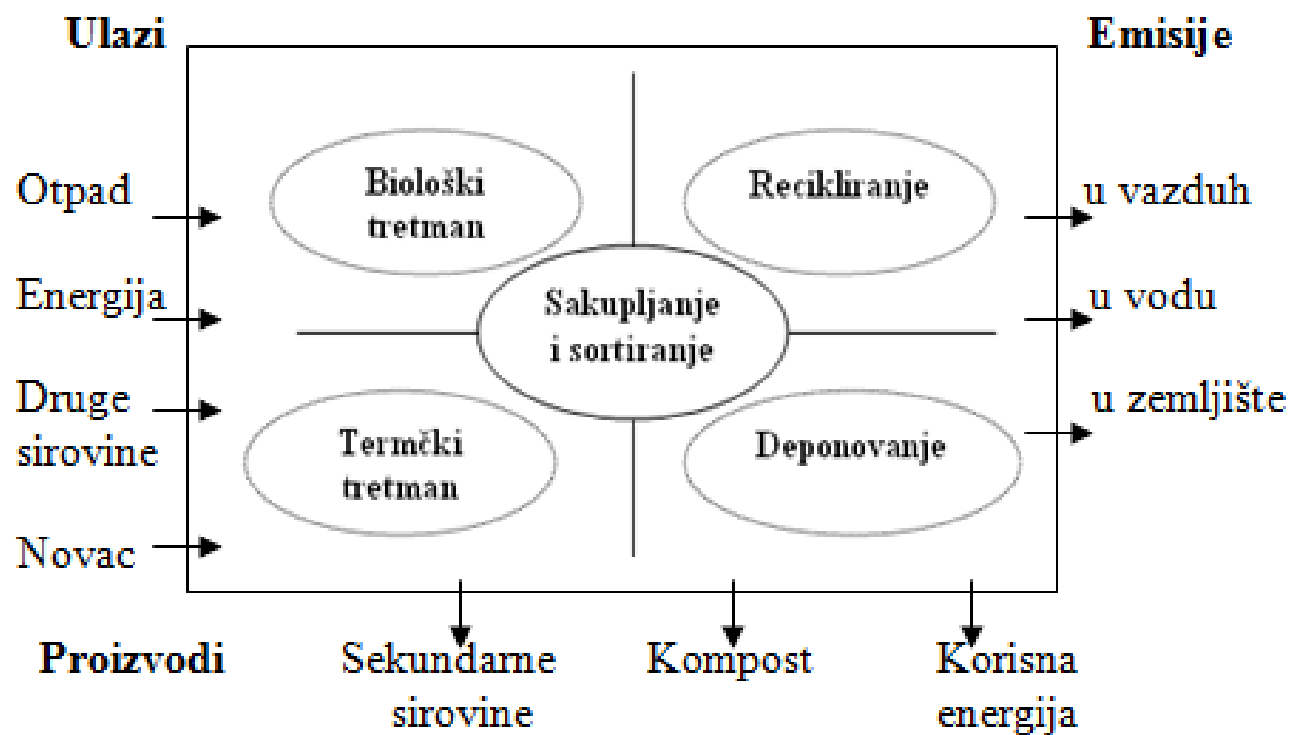 Ulazi
Emisije
Otpad
Biološki
tretman
Recikliranje
u vazduh
Energija
Sakupljanje
i sortiranje
u vodu
Druge
sirovine
Termčki
tretman
Deponovanje
u zemljište
Novac
Proizvodi
Sekundarne
sirovine
Kompost
Korisna
energija